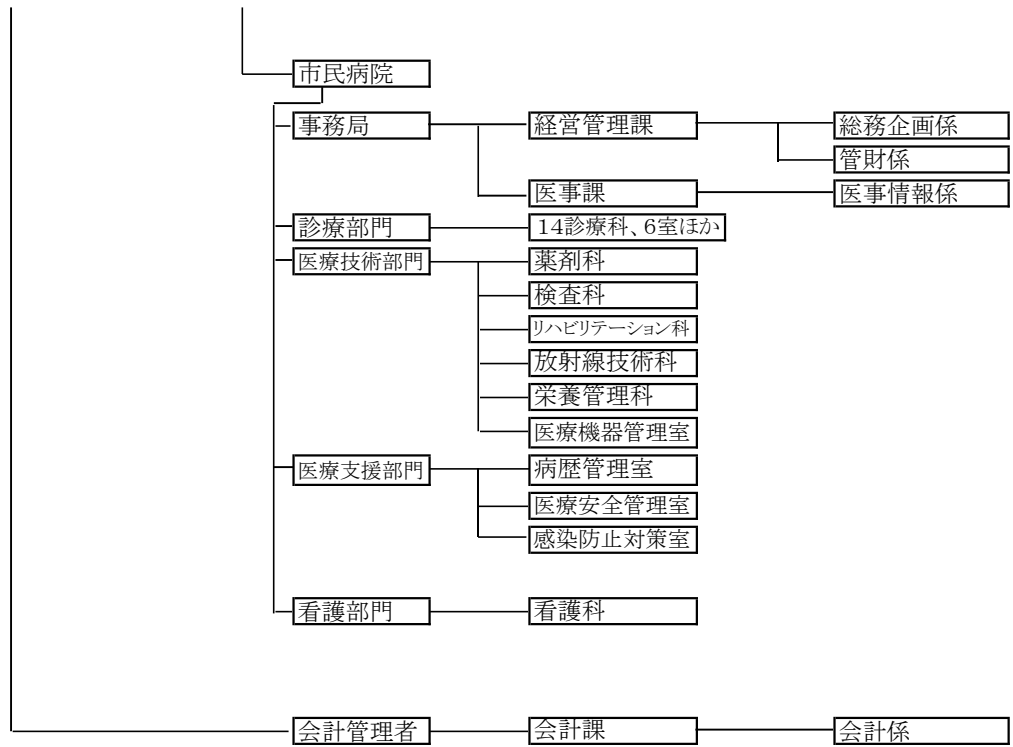 市民病院
事務局 経営管理課 総務企画係
管財係
医事課 医事情報係
診療部門 14診療科、6室ほか
医療技術部門 薬剤科
検査科
リハビリテーション科
放射線技術科
栄養管理科
医療機器管理室
医療支援部門 病歴管理室
医療安全管理室
感染防止対策室
看護部門 看護科
会計管理者 会計課 会計係